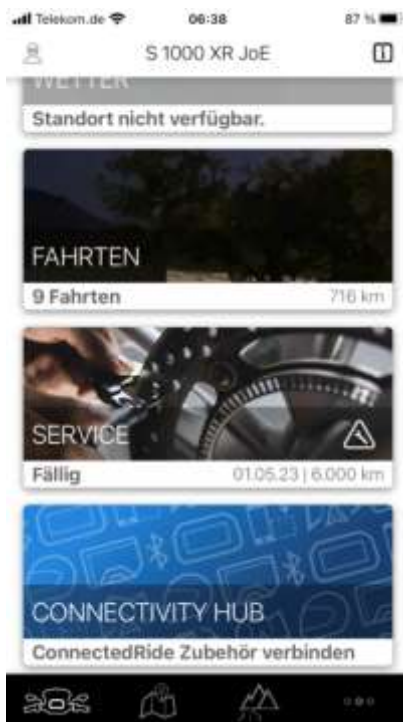 Telekom.de 06:38 87 %
S 1000 XR JoE
WETTER
Standort nicht verfügbar.
FAHRTEN
9 Fahrten 716 km
SERVICE
Fällig 01.05.23 | 6.000 km
CONNECTIVITY HUB
ConnectedRide Zubehör verbinden